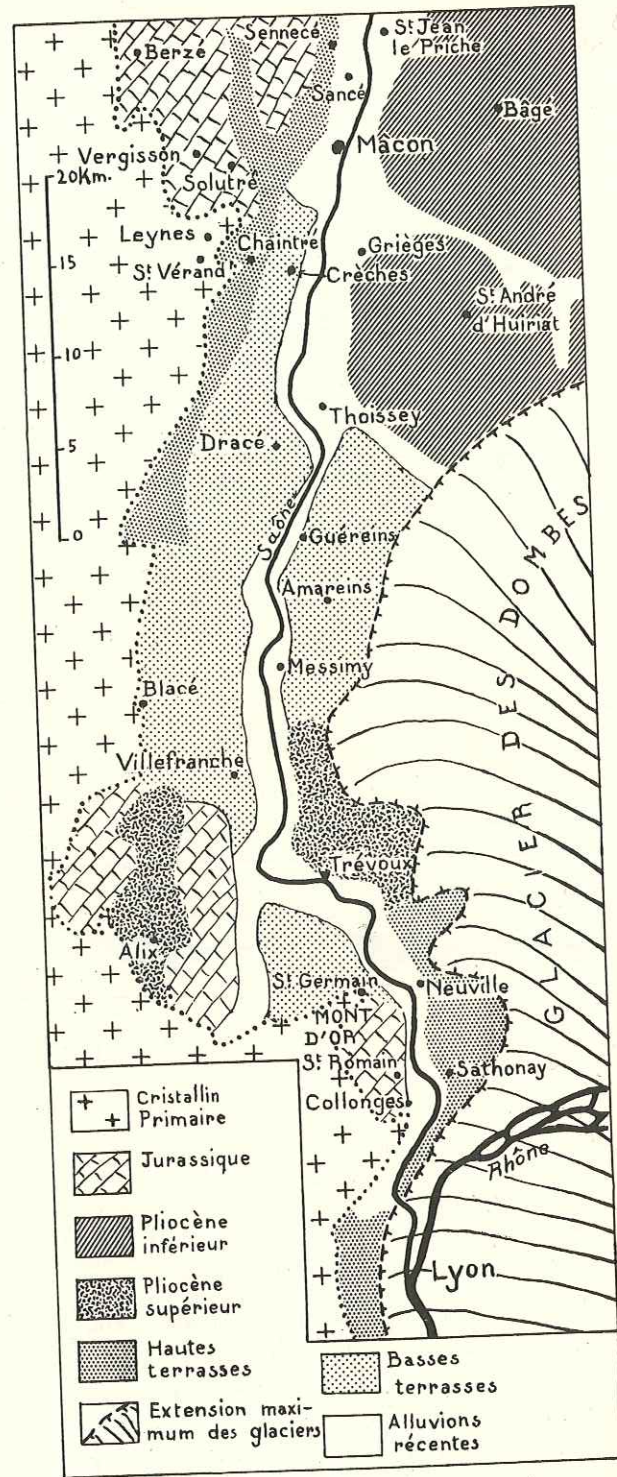 Sennecé
St Jean
le Priche
Berzé
Sancé
Bâgé
Mâcon
Vergisson
20Km.
Solutré
Leynes
Chaintré
Grièges
15
St Vérand
Crèches
St André
d'Huiriat
10
Thoissey
5
Dracé
0
Saône
Guéreins
Amareins
GLACIER DES DOMBES
Messimy
Blacé
Villefranche
Trévoux
Alix
St Germain
Neuville
MONT
D'OR
St Romain
Sathonay
Collonges
Rhône
Lyon
Cristallin
Primaire
Jurassique
Pliocène
inférieur
Pliocène
supérieur
Hautes
terrasses
Basses
terrasses
Extension maxi-
mum des glaciers
Alluvions
récentes